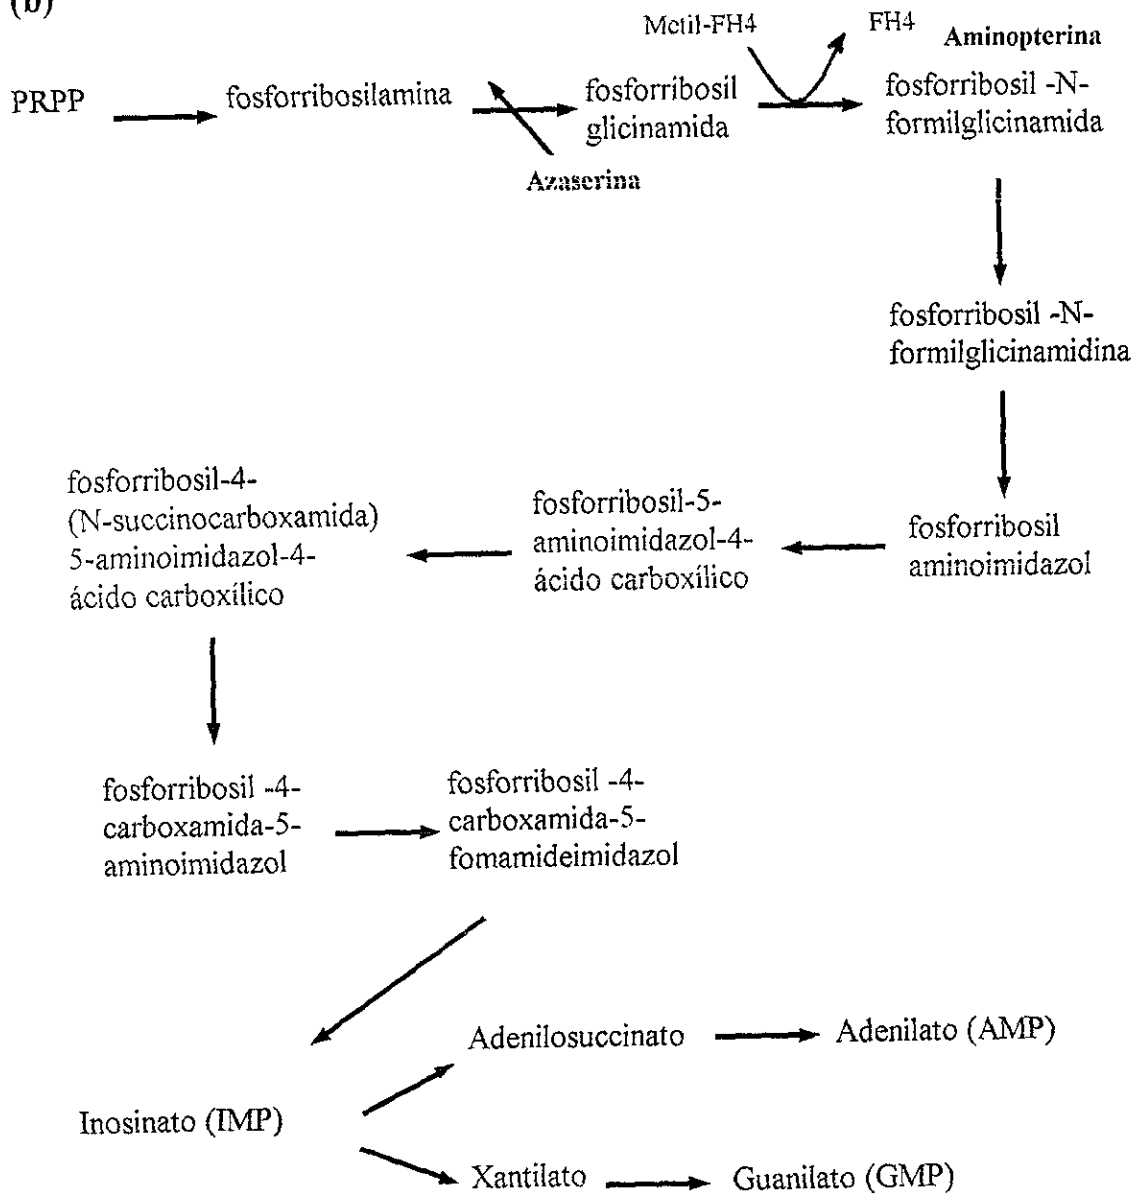 (b)
Metil-FH4
FH4
Aminopterina
PRPP
fosforribosilamina
fosforribosil
glicinamida
fosforribosil -N-
formilglicinamida
Azaserina
fosforribosil -N-
formilglicinamidina
fosforribosil-4-
(N-succinocarboxamida)
5-aminoimidazol-4-
ácido carboxílico
fosforribosil-5-
aminoimidazol-4-
ácido carboxílico
fosforribosil
aminoimidazol
fosforribosil -4-
carboxamida-5-
aminoimidazol
fosforribosil -4-
carboxamida-5-
fomamideimidazol
Adenilosuccinato
Adenilato (AMP)
Inosinato (IMP)
Xantilato
Guanilato (GMP)